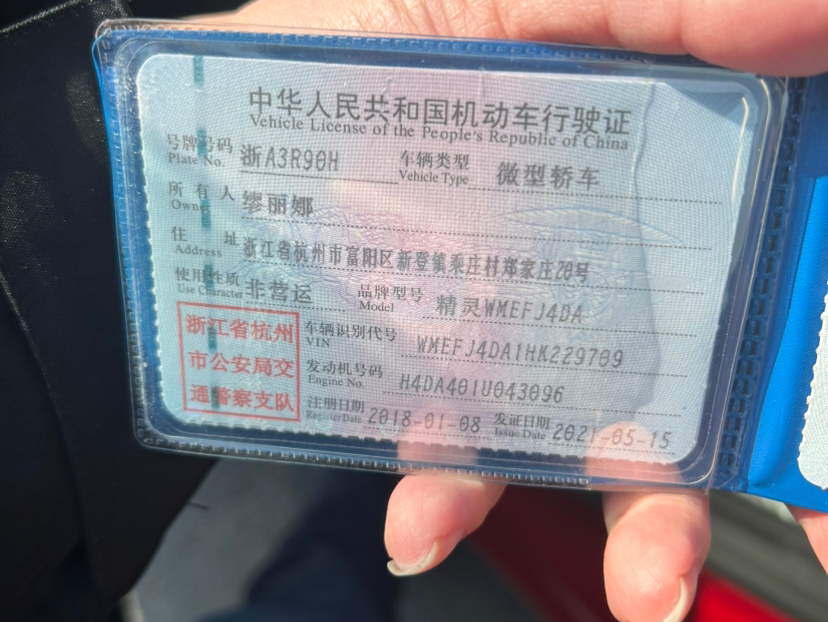 中华人民共和国机动车行驶证
Vehicle License of the People's Republic of China
号牌号码 浙A3R90H 车辆类型 微型轿车
Plate No. Vehicle Type
所有人 缪丽娜
Owner
住址 浙江省杭州市富阳区新登镇乘庄村郑家庄20号
Address
使用性质 非营运 品牌型号 精灵WMEFJ4DA
Use Character Model
浙江省杭州
市公安局交
通警察支队
车辆识别代号 WMEFJ4DA1HK229709
VIN
发动机号码 H4DA401U043096
Engine No.
注册日期 2018-01-08 发证日期 2021-05-15
Register Date Issue Date